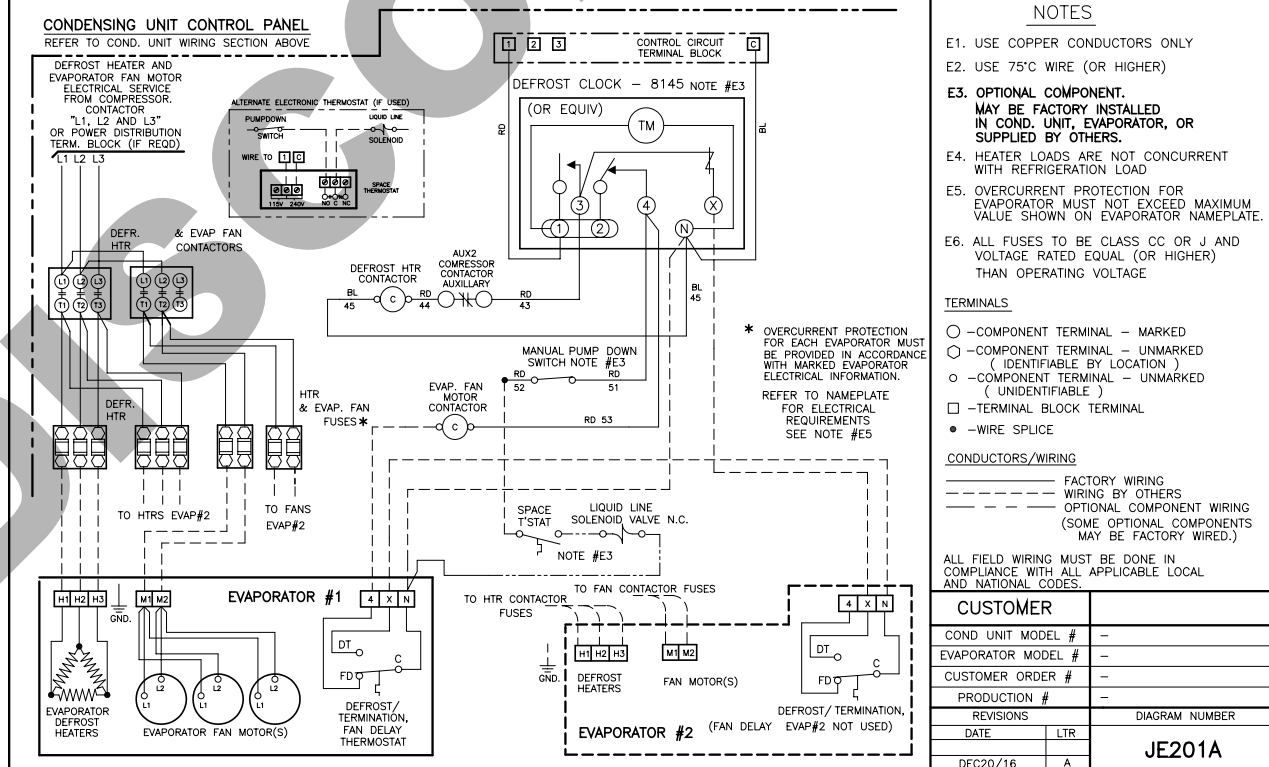 CONDENSING UNIT CONTROL PANEL
REFER TO COND. UNIT WIRING SECTION ABOVE
DEFROST HEATER AND
EVAPORATOR FAN MOTOR
ELECTRICAL SERVICE
FROM COMPRESSOR.
CONTACTOR
"L1, L2 AND L3"
OR POWER DISTRIBUTION
TERM. BLOCK (IF REQD)
L1 L2 L3
ALTERNATE ELECTRONIC THERMOSTAT (IF USED)
PUMPDOWN
SWITCH
LIQUID LINE
SOLENOID
WIRE TO 1 C
SPACE
THERMOSTAT
115V 240V
NO C NC
1 2 3
CONTROL CIRCUIT
TERMINAL BLOCK
C
DEFROST CLOCK - 8145 NOTE #E3
(OR EQUIV)
TM
RD
BL
3
4
X
1
2
N
DEFR.
HTR
& EVAP FAN
CONTACTORS
L1 L2 L3
T1 T2 T3
L1 L2 L3
T1 T2 T3
DEFROST HTR
CONTACTOR
AUX2
COMRESSOR
CONTACTOR
AUXILLARY
BL
45
C
RD
44
RD
43
BL
45
MANUAL PUMP DOWN
SWITCH NOTE #E3
RD
52
RD
51
EVAP. FAN
MOTOR
CONTACTOR
C
RD 53
* OVERCURRENT PROTECTION
FOR EACH EVAPORATOR MUST
BE PROVIDED IN ACCORDANCE
WITH MARKED EVAPORATOR
ELECTRICAL INFORMATION.
REFER TO NAMEPLATE
FOR ELECTRICAL
REQUIREMENTS
SEE NOTE #E5
DEFR.
HTR
HTR
& EVAP. FAN
FUSES*
TO HTRS EVAP#2
TO FANS
EVAP#2
SPACE
T'STAT
LIQUID LINE
SOLENOID VALVE N.C.
NOTE #E3
H1 H2 H3
GND.
M1 M2
EVAPORATOR #1
4 X N
DT
C
FD
L2
L1
L2
L1
L2
L1
EVAPORATOR
DEFROST
HEATERS
EVAPORATOR FAN MOTOR(S)
DEFROST/
TERMINATION,
FAN DELAY
THERMOSTAT
TO HTR CONTACTOR
FUSES
TO FAN CONTACTOR FUSES
GND.
H1 H2 H3
DEFROST
HEATERS
M1 M2
FAN MOTOR(S)
4 X N
DT
C
FD
DEFROST/ TERMINATION,
(FAN DELAY EVAP#2 NOT USED)
EVAPORATOR #2
NOTES
E1. USE COPPER CONDUCTORS ONLY
E2. USE 75°C WIRE (OR HIGHER)
E3. OPTIONAL COMPONENT.
MAY BE FACTORY INSTALLED
IN COND. UNIT, EVAPORATOR, OR
SUPPLIED BY OTHERS.
E4. HEATER LOADS ARE NOT CONCURRENT
WITH REFRIGERATION LOAD
E5. OVERCURRENT PROTECTION FOR
EVAPORATOR MUST NOT EXCEED MAXIMUM
VALUE SHOWN ON EVAPORATOR NAMEPLATE.
E6. ALL FUSES TO BE CLASS CC OR J AND
VOLTAGE RATED EQUAL (OR HIGHER)
THAN OPERATING VOLTAGE
TERMINALS
-COMPONENT TERMINAL - MARKED
-COMPONENT TERMINAL - UNMARKED
( IDENTIFIABLE BY LOCATION )
-COMPONENT TERMINAL - UNMARKED
( UNIDENTIFIABLE )
-TERMINAL BLOCK TERMINAL
-WIRE SPLICE
CONDUCTORS/WIRING
FACTORY WIRING
WIRING BY OTHERS
OPTIONAL COMPONENT WIRING
(SOME OPTIONAL COMPONENTS
MAY BE FACTORY WIRED.)
ALL FIELD WIRING MUST BE DONE IN
COMPLIANCE WITH ALL APPLICABLE LOCAL
AND NATIONAL CODES.
CUSTOMER
COND UNIT MODEL # -
EVAPORATOR MODEL # -
CUSTOMER ORDER # -
PRODUCTION # -
REVISIONS
DIAGRAM NUMBER
DATE LTR
JE201A
DEC20/16 A